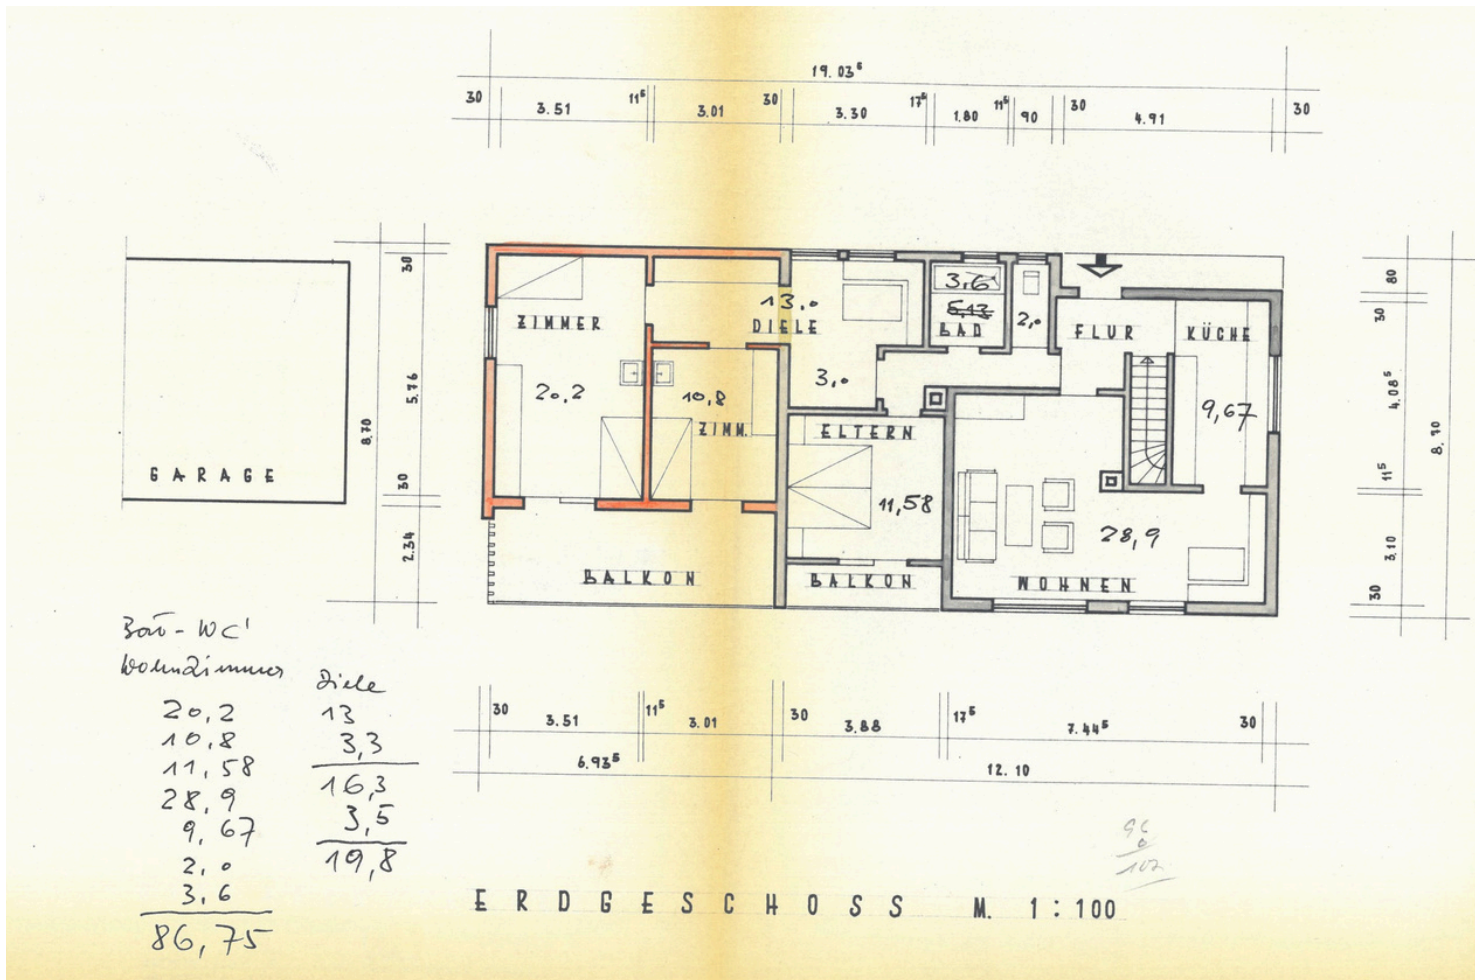 19.03⁵
30 3.51 11⁵ 3.01 30 3.30 17⁵ 1.80 11⁵ 90 30 4.91 30
30
5.76
30
2.34
8.70
GARAGE
ZIMMER
20,2
10,8
ZIMM.
13,0
DIELE
3,0
3,6
5,13
BAD
2,0
FLUR
KÜCHE
9,67
ELTERN
11,58
28,9
WOHNEN
BALKON
BALKON
80
30
4.08⁵
11⁵
3.10
30
8.70
30 3.51 11⁵ 3.01 30 3.88 17⁵ 7.44⁵ 30
6.93⁵ 12.10
Bad - WC
Wohnzimmer
20,2
10,8
11,58
28,9
9,67
2,0
3,6
86,75
Diele
13
3,3
16,3
3,5
19,8
ERDGESCHOSS M. 1:100